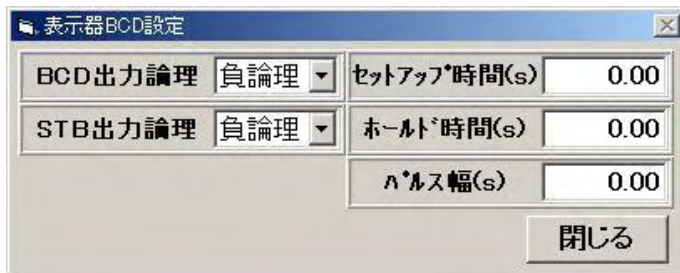 表示器BCD設定
BCD出力論理 負論理 ｾｯﾄｱｯﾌﾟ時間(s) 0.00
STB出力論理 負論理 ﾎｰﾙﾄﾞ時間(s) 0.00
ﾊﾟﾙｽ幅(s) 0.00
閉じる